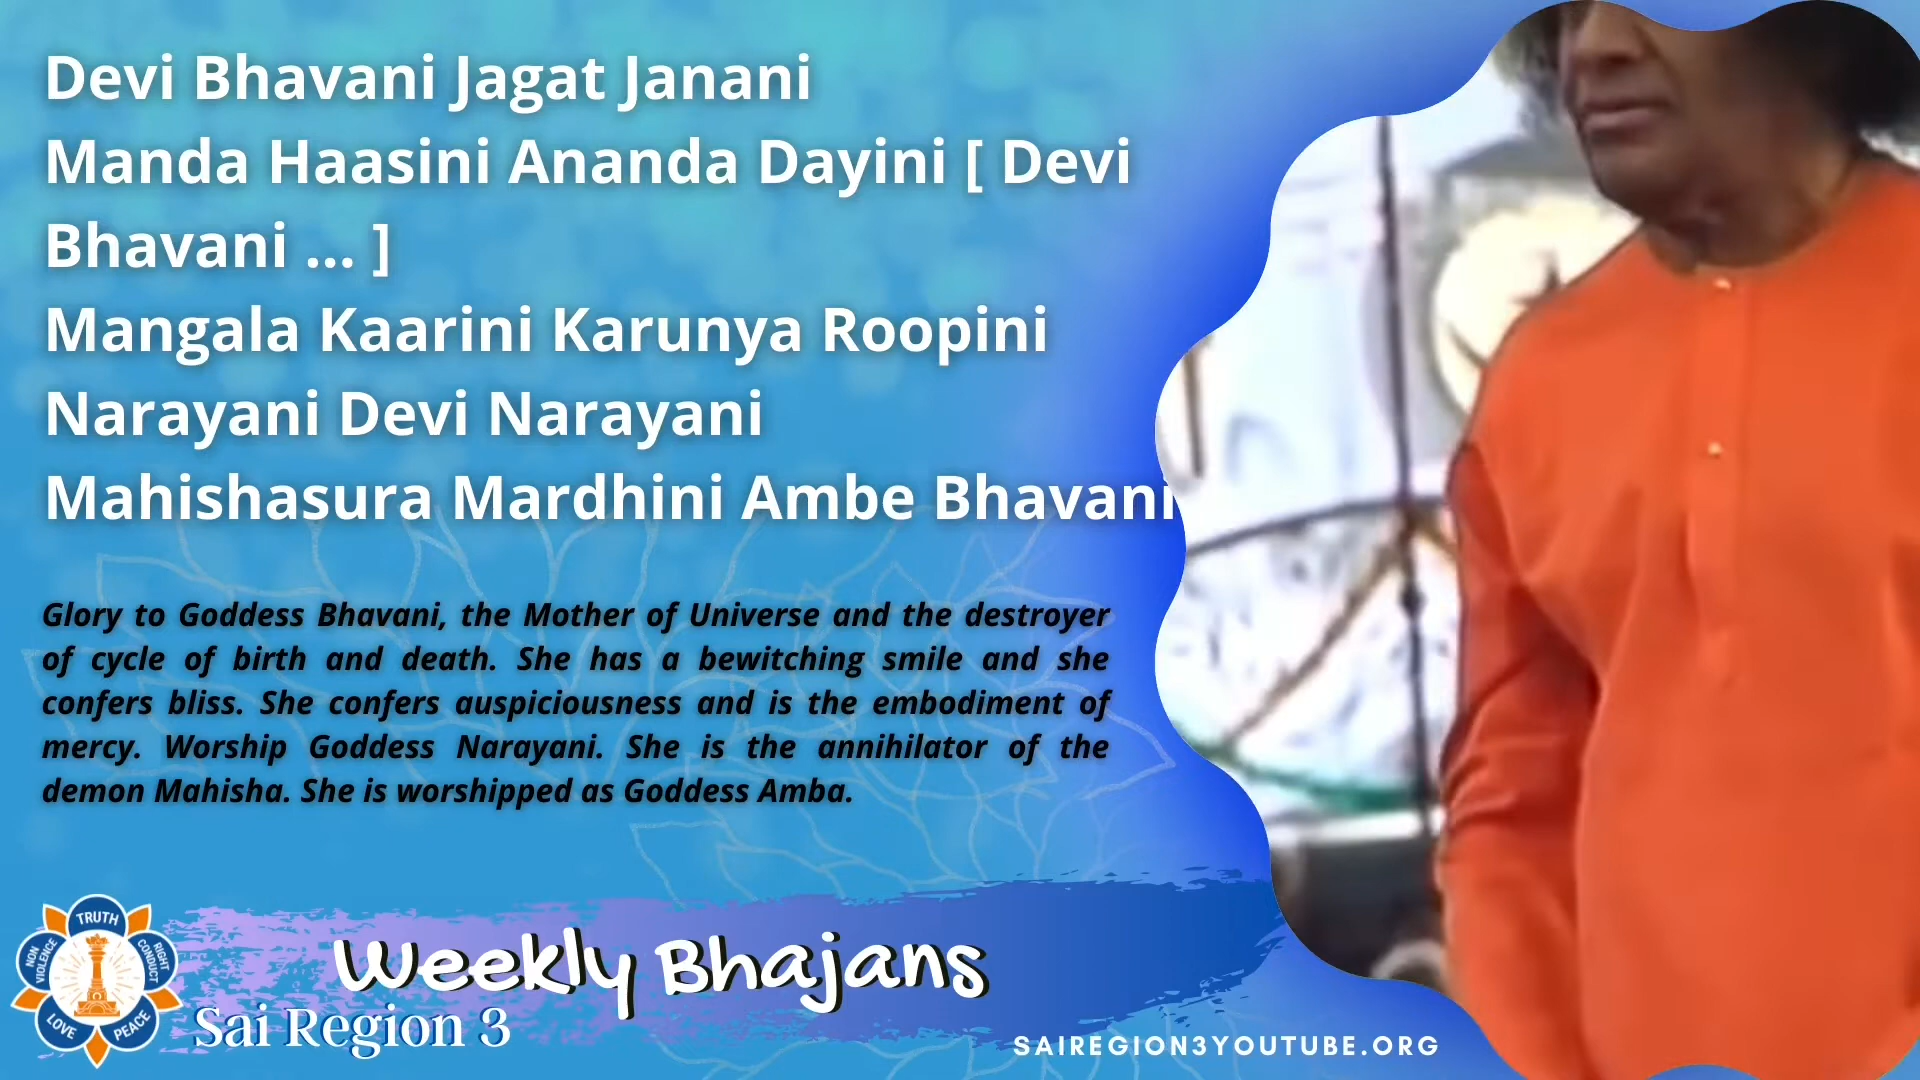 Devi Bhavani Jagat Janani
Manda Haasini Ananda Dayini [ Devi
Bhavani ... ]
Mangala Kaarini Karunya Roopini
Narayani Devi Narayani
Mahishasura Mardhini Ambe Bhavani
Glory to Goddess Bhavani, the Mother of Universe and the destroyer
of cycle of birth and death. She has a bewitching smile and she
confers bliss. She confers auspiciousness and is the embodiment of
mercy. Worship Goddess Narayani. She is the annihilator of the
demon Mahisha. She is worshipped as Goddess Amba.
TRUTH
NON VIOLENCE
RIGHT CONDUCT
LOVE
PEACE
Weekly Bhajans
Sai Region 3
SAIREGION3YOUTUBE.ORG